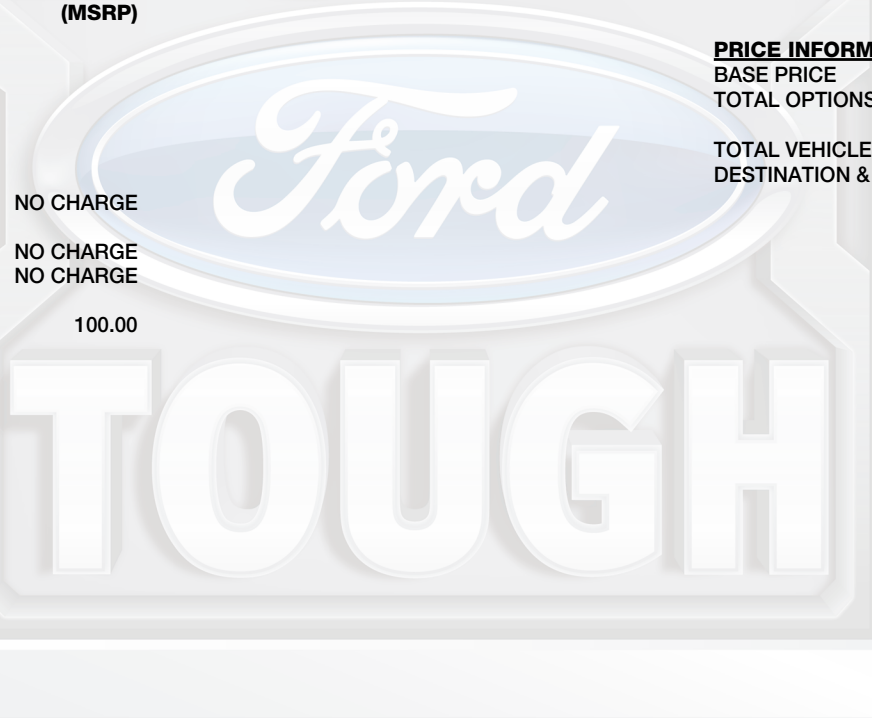 (MSRP)
NO CHARGE
NO CHARGE
NO CHARGE
100.00
PRICE INFORM
BASE PRICE
TOTAL OPTIONS
TOTAL VEHICLE
DESTINATION &
Ford
TOUGH